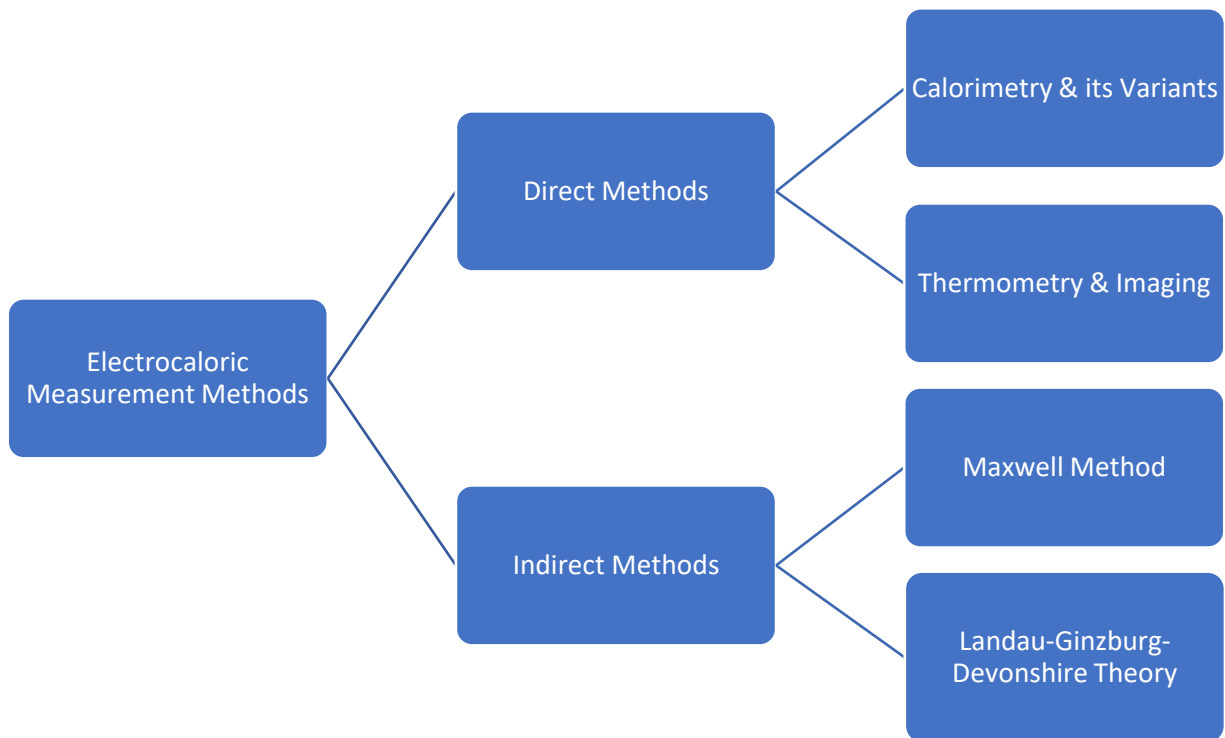 Electrocaloric
Measurement Methods
Direct Methods
Calorimetry & its Variants
Thermometry & Imaging
Indirect Methods
Maxwell Method
Landau-Ginzburg-
Devonshire Theory